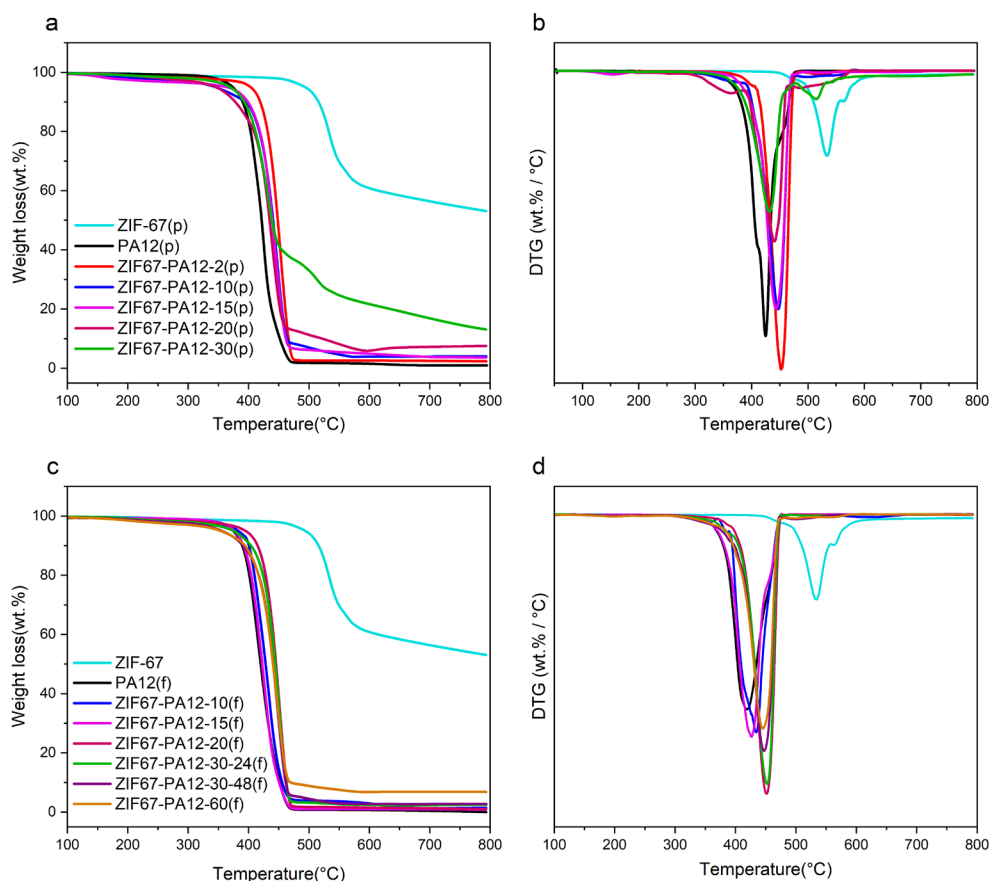 a
Weight loss(wt.%)
100
80
60
40
20
0
ZIF-67(p)
PA12(p)
ZIF67-PA12-2(p)
ZIF67-PA12-10(p)
ZIF67-PA12-15(p)
ZIF67-PA12-20(p)
ZIF67-PA12-30(p)
100 200 300 400 500 600 700 800
Temperature(°C)
b
DTG (wt.% / °C)
100 200 300 400 500 600 700 800
Temperature(°C)
c
Weight loss(wt.%)
100
80
60
40
20
0
ZIF-67
PA12(f)
ZIF67-PA12-10(f)
ZIF67-PA12-15(f)
ZIF67-PA12-20(f)
ZIF67-PA12-30-24(f)
ZIF67-PA12-30-48(f)
ZIF67-PA12-60(f)
100 200 300 400 500 600 700 800
Temperature(°C)
d
DTG (wt.% / °C)
100 200 300 400 500 600 700 800
Temperature(°C)